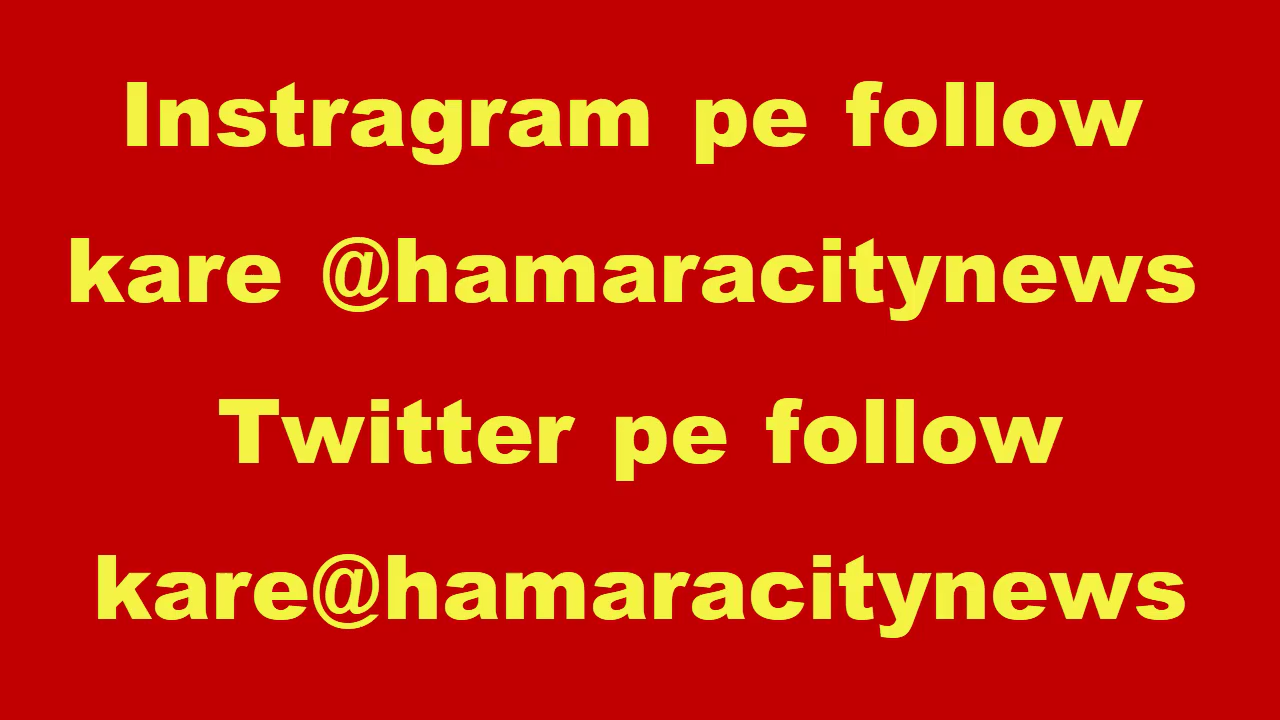 Instragram pe follow
kare @hamaracitynews
Twitter pe follow
kare@hamaracitynews